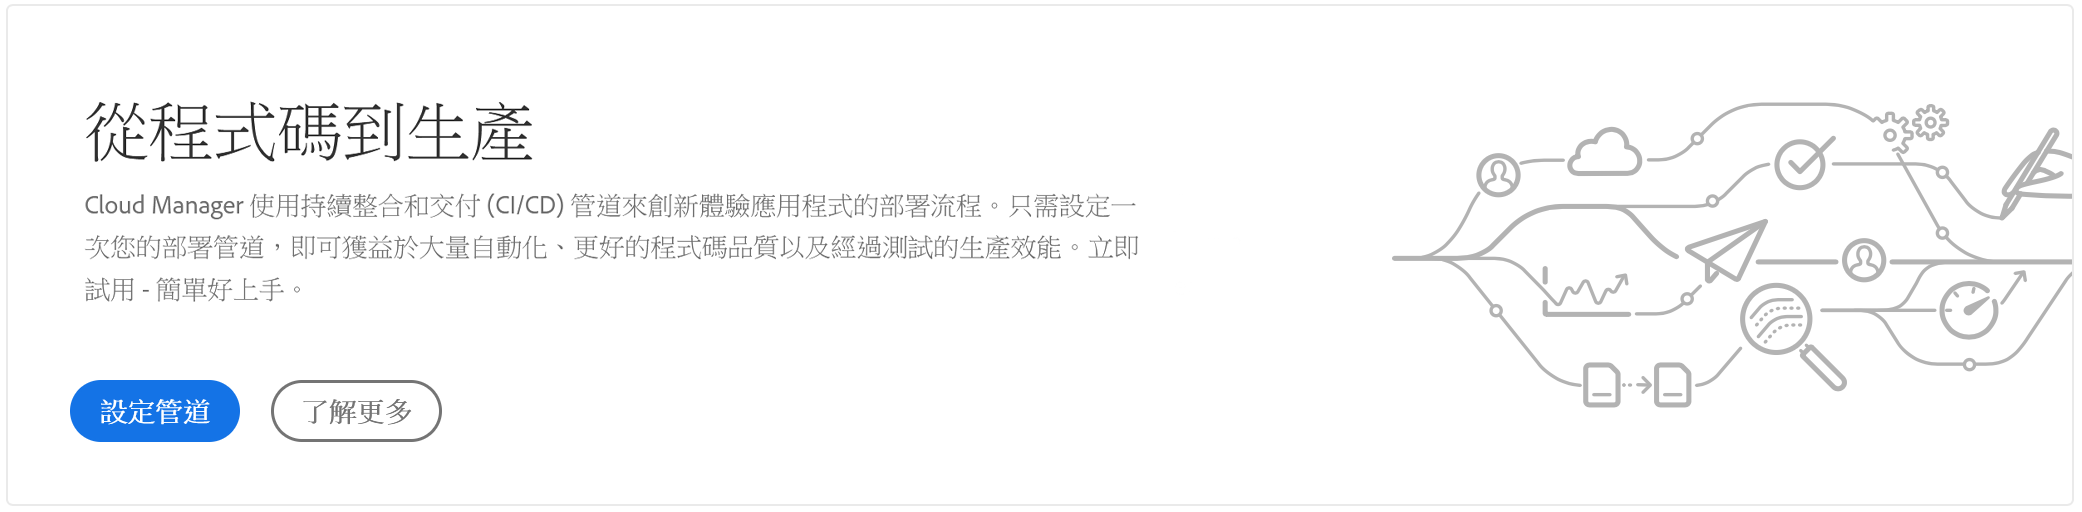 從程式碼到生產
Cloud Manager 使用持續整合和交付 (CI/CD) 管道來創新體驗應用程式的部署流程。只需設定一
次您的部署管道，即可獲益於大量自動化、更好的程式碼品質以及經過測試的生產效能。立即
試用 - 簡單好上手。
設定管道
了解更多